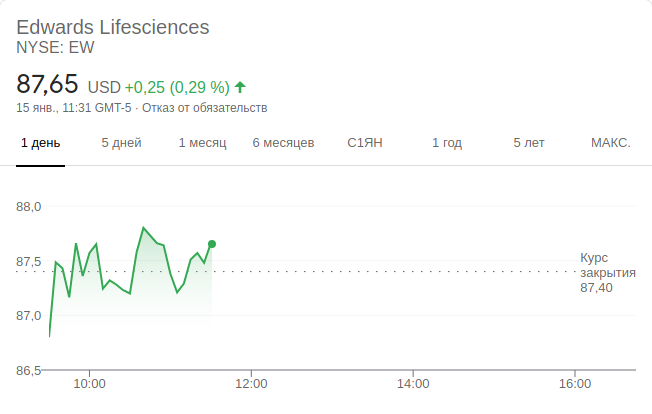 Edwards Lifesciences
NYSE: EW
87,65 USD +0,25 (0,29 %)
15 янв., 11:31 GMT-5 · Отказ от обязательств
1 день 5 дней 1 месяц 6 месяцев С1ЯН 1 год 5 лет МАКС.
88,0
87,5
87,0
86,5
Курс
закрытия
87,40
10:00 12:00 14:00 16:00